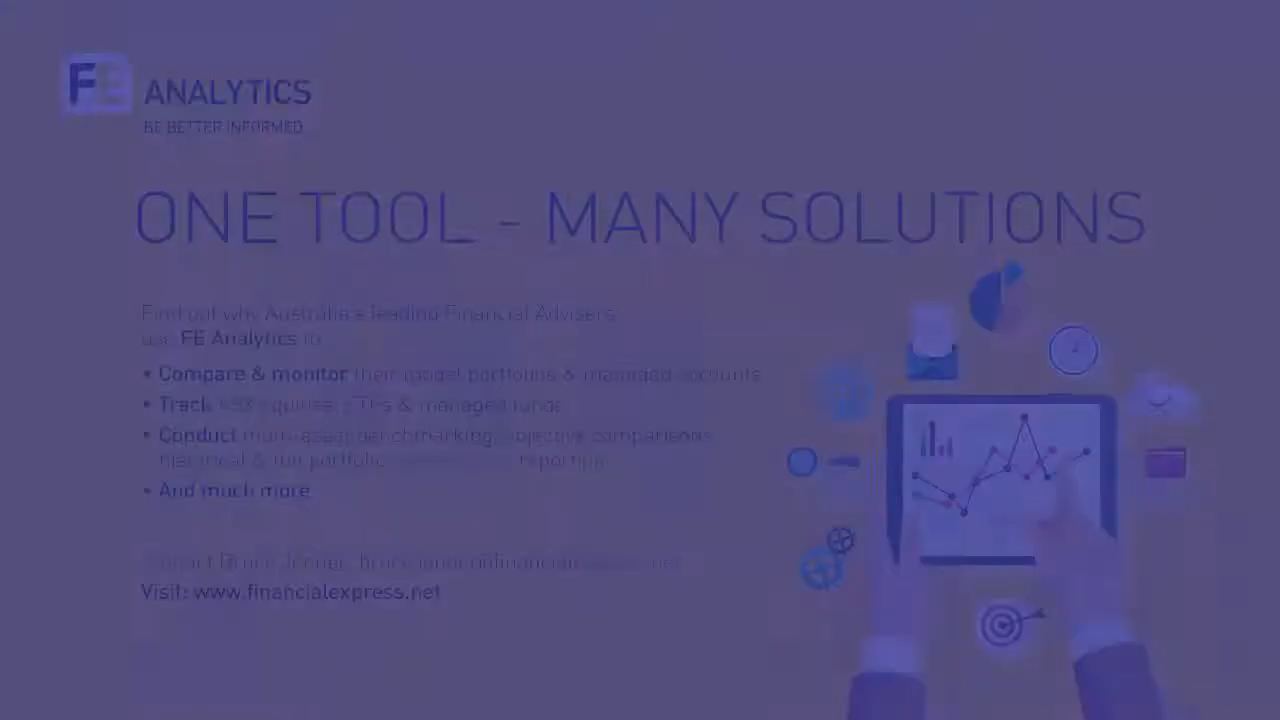 FE ANALYTICS
BE BETTER INFORMED
ONE TOOL - MANY SOLUTIONS
Find out why Australia's leading Financial Advisers
use FE Analytics to
• Compare & monitor their model portfolios & managed accounts
• Track ASX equities, ETFs & managed funds
• Conduct multi-asset benchmarking, objective comparisons
historical & portfolio reporting
• And much more
Contact Bruce
Visit: www.financialexpress.net